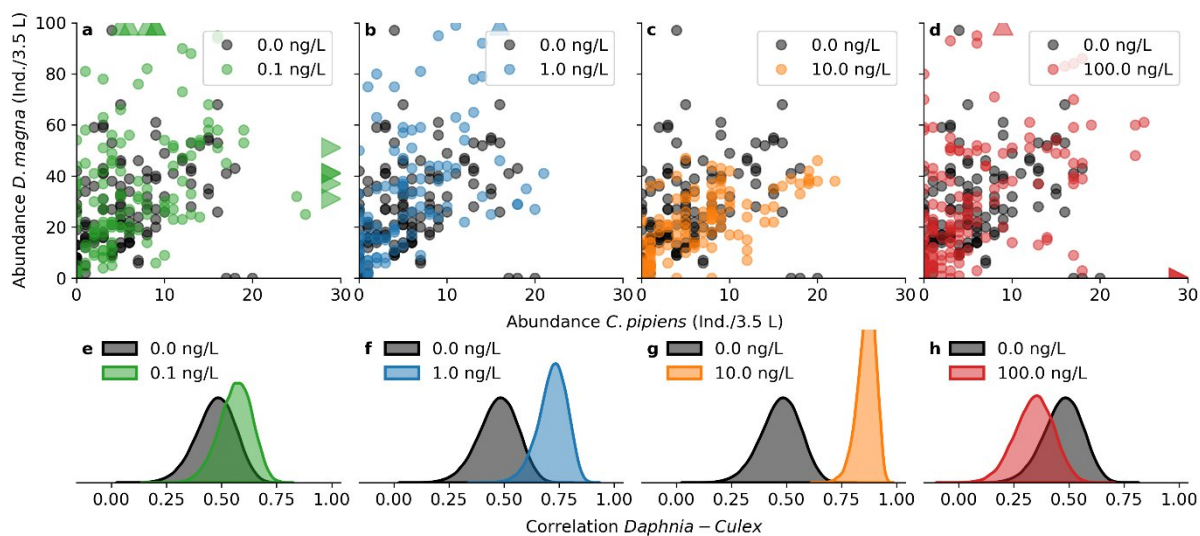 Abundance D. magna (Ind./3.5 L)
100
80
60
40
20
0
a
0.0 ng/L
0.1 ng/L
b
0.0 ng/L
1.0 ng/L
c
0.0 ng/L
10.0 ng/L
d
0.0 ng/L
100.0 ng/L
0 10 20 30
0 10 20 30
0 10 20 30
0 10 20 30
Abundance C. pipiens (Ind./3.5 L)
e
0.0 ng/L
0.1 ng/L
f
0.0 ng/L
1.0 ng/L
g
0.0 ng/L
10.0 ng/L
h
0.0 ng/L
100.0 ng/L
0.00 0.25 0.50 0.75 1.00
0.00 0.25 0.50 0.75 1.00
0.00 0.25 0.50 0.75 1.00
0.00 0.25 0.50 0.75 1.00
Correlation Daphnia − Culex